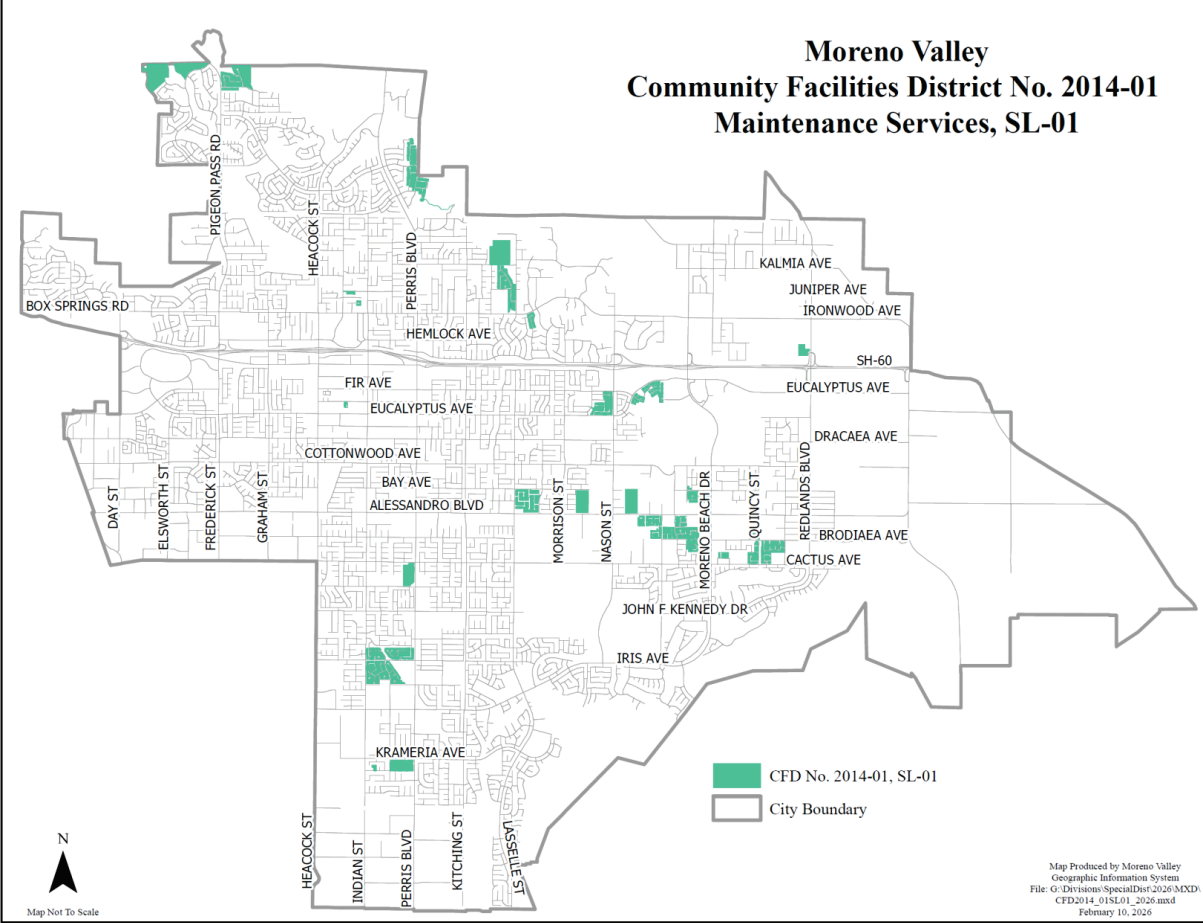 Moreno Valley
Community Facilities District No. 2014-01
Maintenance Services, SL-01
PIGEON PASS RD
HEACOCK ST
PERRIS BLVD
KALMIA AVE
JUNIPER AVE
IRONWOOD AVE
BOX SPRINGS RD
HEMLOCK AVE
SH-60
FIR AVE
EUCALYPTUS AVE
EUCALYPTUS AVE
DRACAEA AVE
COTTONWOOD AVE
BAY AVE
ALESSANDRO BLVD
DAY ST
ELSWORTH ST
FREDERICK ST
GRAHAM ST
MORRISON ST
NASON ST
MORENO BEACH DR
QUINCY ST
REDLANDS BLVD
BRODIAEA AVE
CACTUS AVE
JOHN F KENNEDY DR
IRIS AVE
KRAMERIA AVE
HEACOCK ST
INDIAN ST
PERRIS BLVD
KITCHING ST
LASSELLE ST
CFD No. 2014-01, SL-01
City Boundary
N
Map Not To Scale
Map Produced by Moreno Valley
Geographic Information System
File: G:\Divisions\SpecialDist\2026\MXD\
CFD2014_01SL01_2026.mxd
February 10, 2026